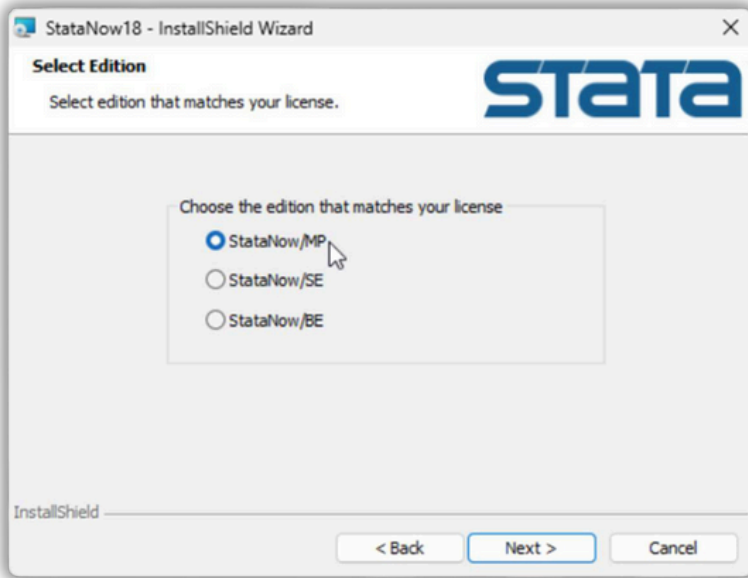 StataNow18 - InstallShield Wizard
Select Edition
Select edition that matches your license.
STATA
Choose the edition that matches your license
StataNow/MP
StataNow/SE
StataNow/BE
InstallShield
< Back
Next >
Cancel